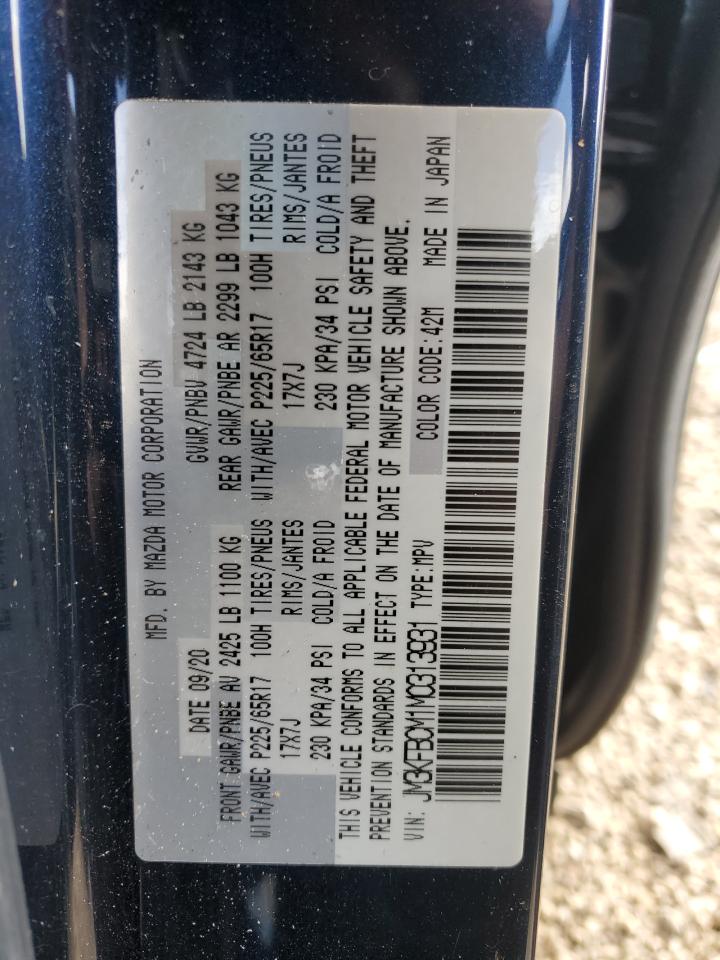 MFD. BY MAZDA MOTOR CORPORATION
DATE 09/20 GVWR/PNBV 4724 LB 2143 KG
FRONT GAWR/PNBE AV 2425 LB 1100 KG REAR GAWR/PNBE AR 2299 LB 1043 KG
WITH/AVEC P225/65R17 100H TIRES/PNEUS WITH/AVEC P225/65R17 100H TIRES/PNEUS
17X7J RIMS/JANTES 17X7J RIMS/JANTES
230 KPA/34 PSI COLD/A FROID 230 KPA/34 PSI COLD/A FROID
THIS VEHICLE CONFORMS TO ALL APPLICABLE FEDERAL MOTOR VEHICLE SAFETY AND THEFT
PREVENTION STANDARDS IN EFFECT ON THE DATE OF MANUFACTURE SHOWN ABOVE.
VIN: JM3KFBCM1M0313931 TYPE:MPV COLOR CODE:42M MADE IN JAPAN